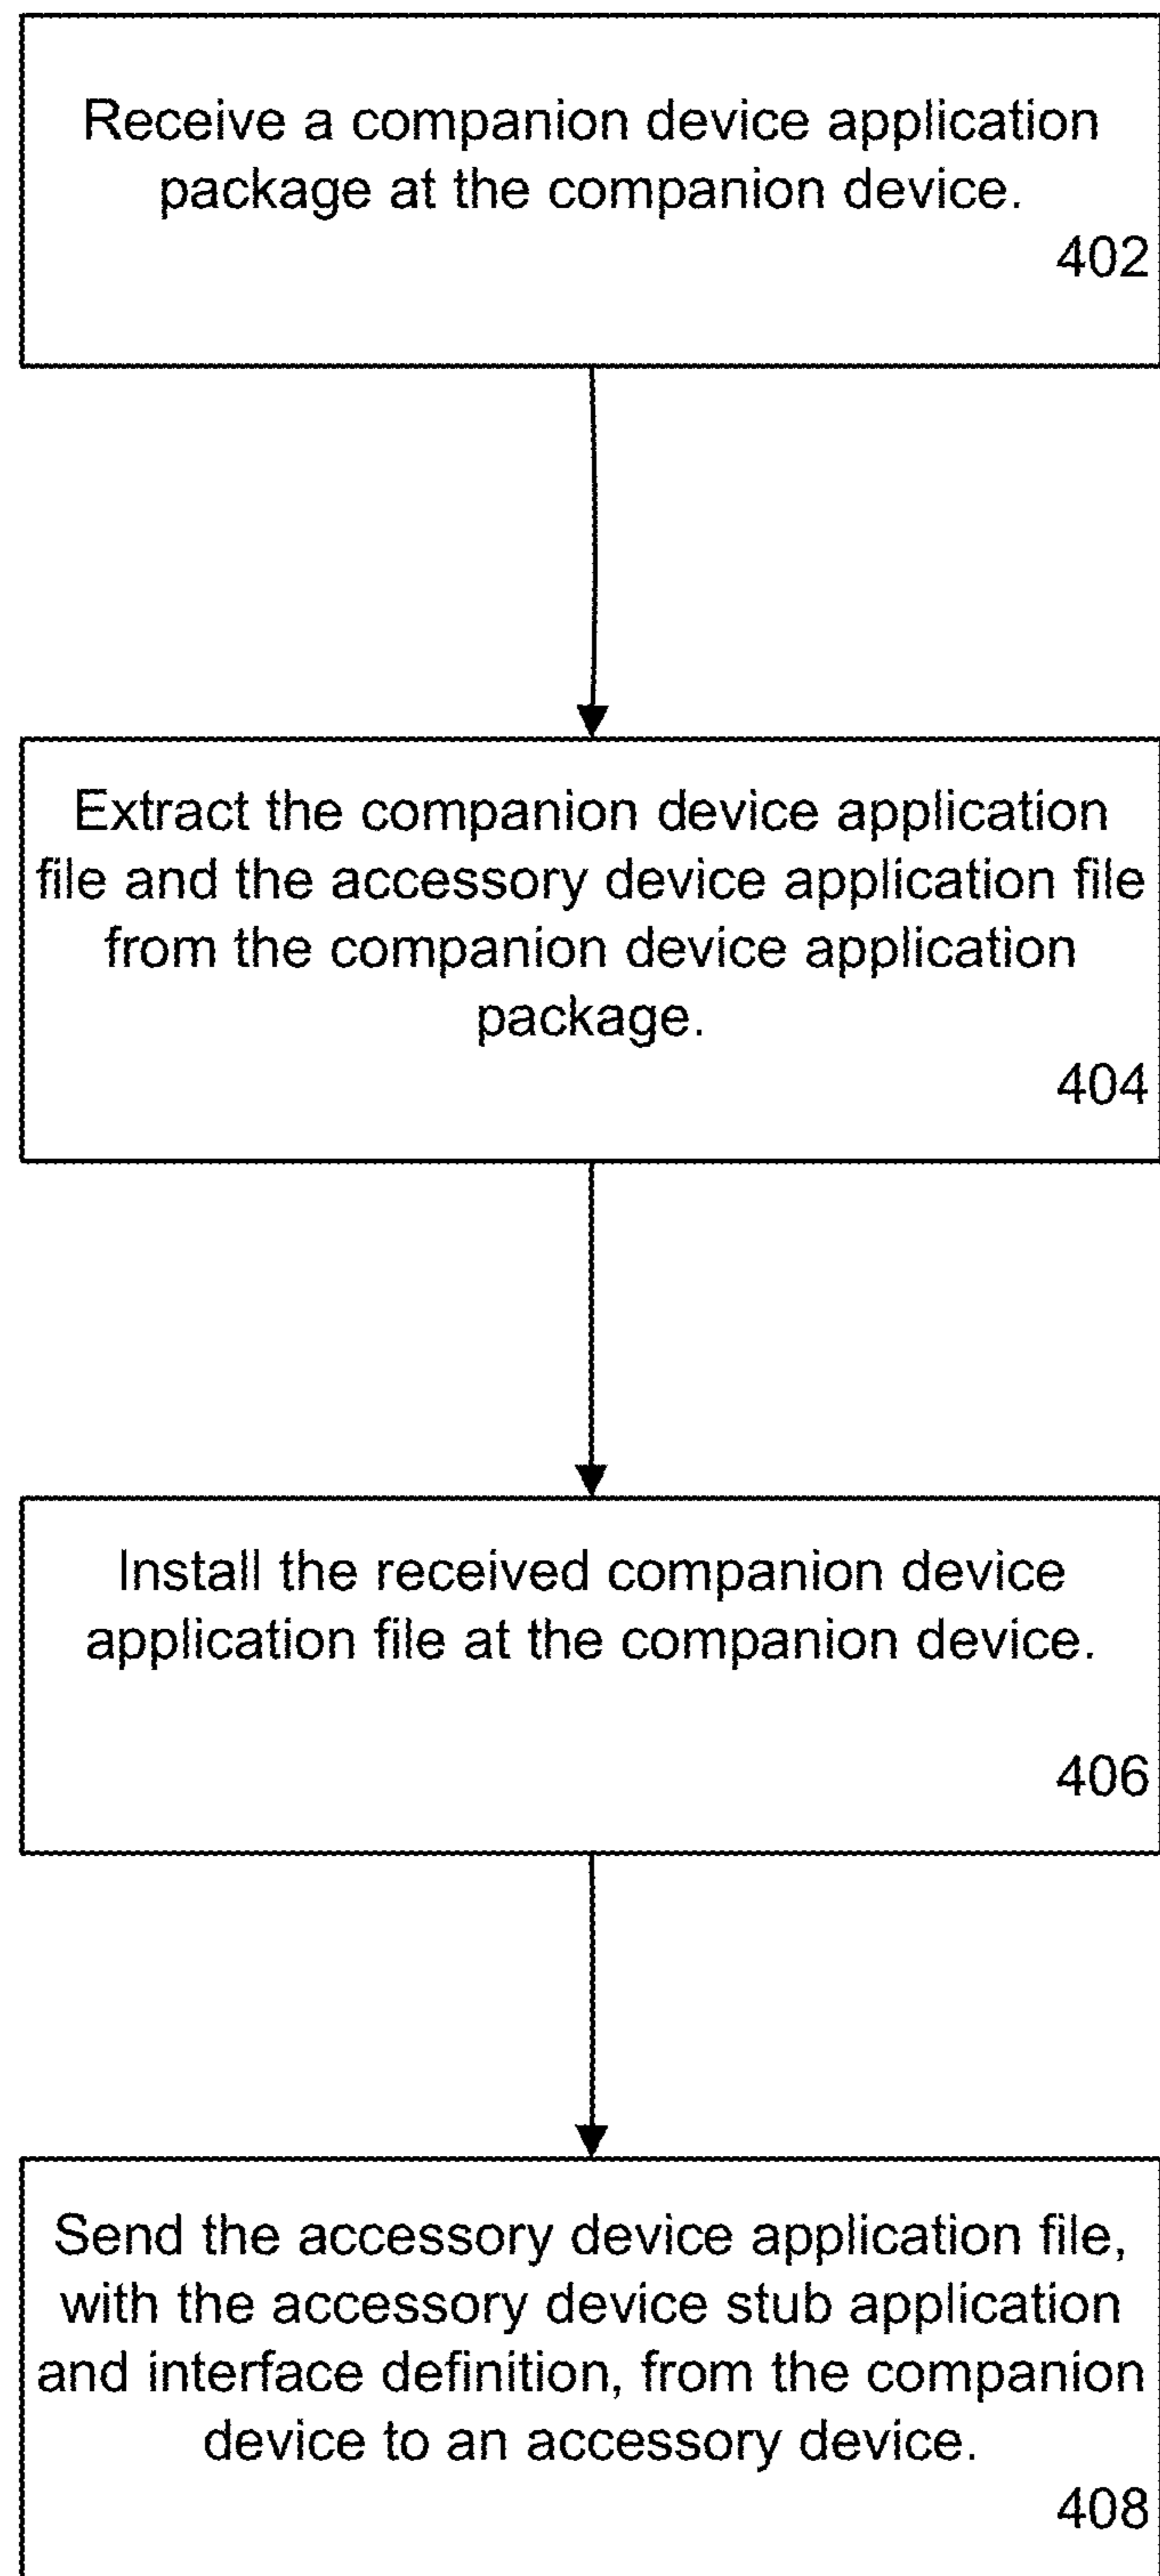 Receive a companion device application
package at the companion device.
402
Extract the companion device application
file and the accessory device application file
from the companion device application
package.
404
Install the received companion device
application file at the companion device.
406
Send the accessory device application file,
with the accessory device stub application
and interface definition, from the companion
device to an accessory device.
408